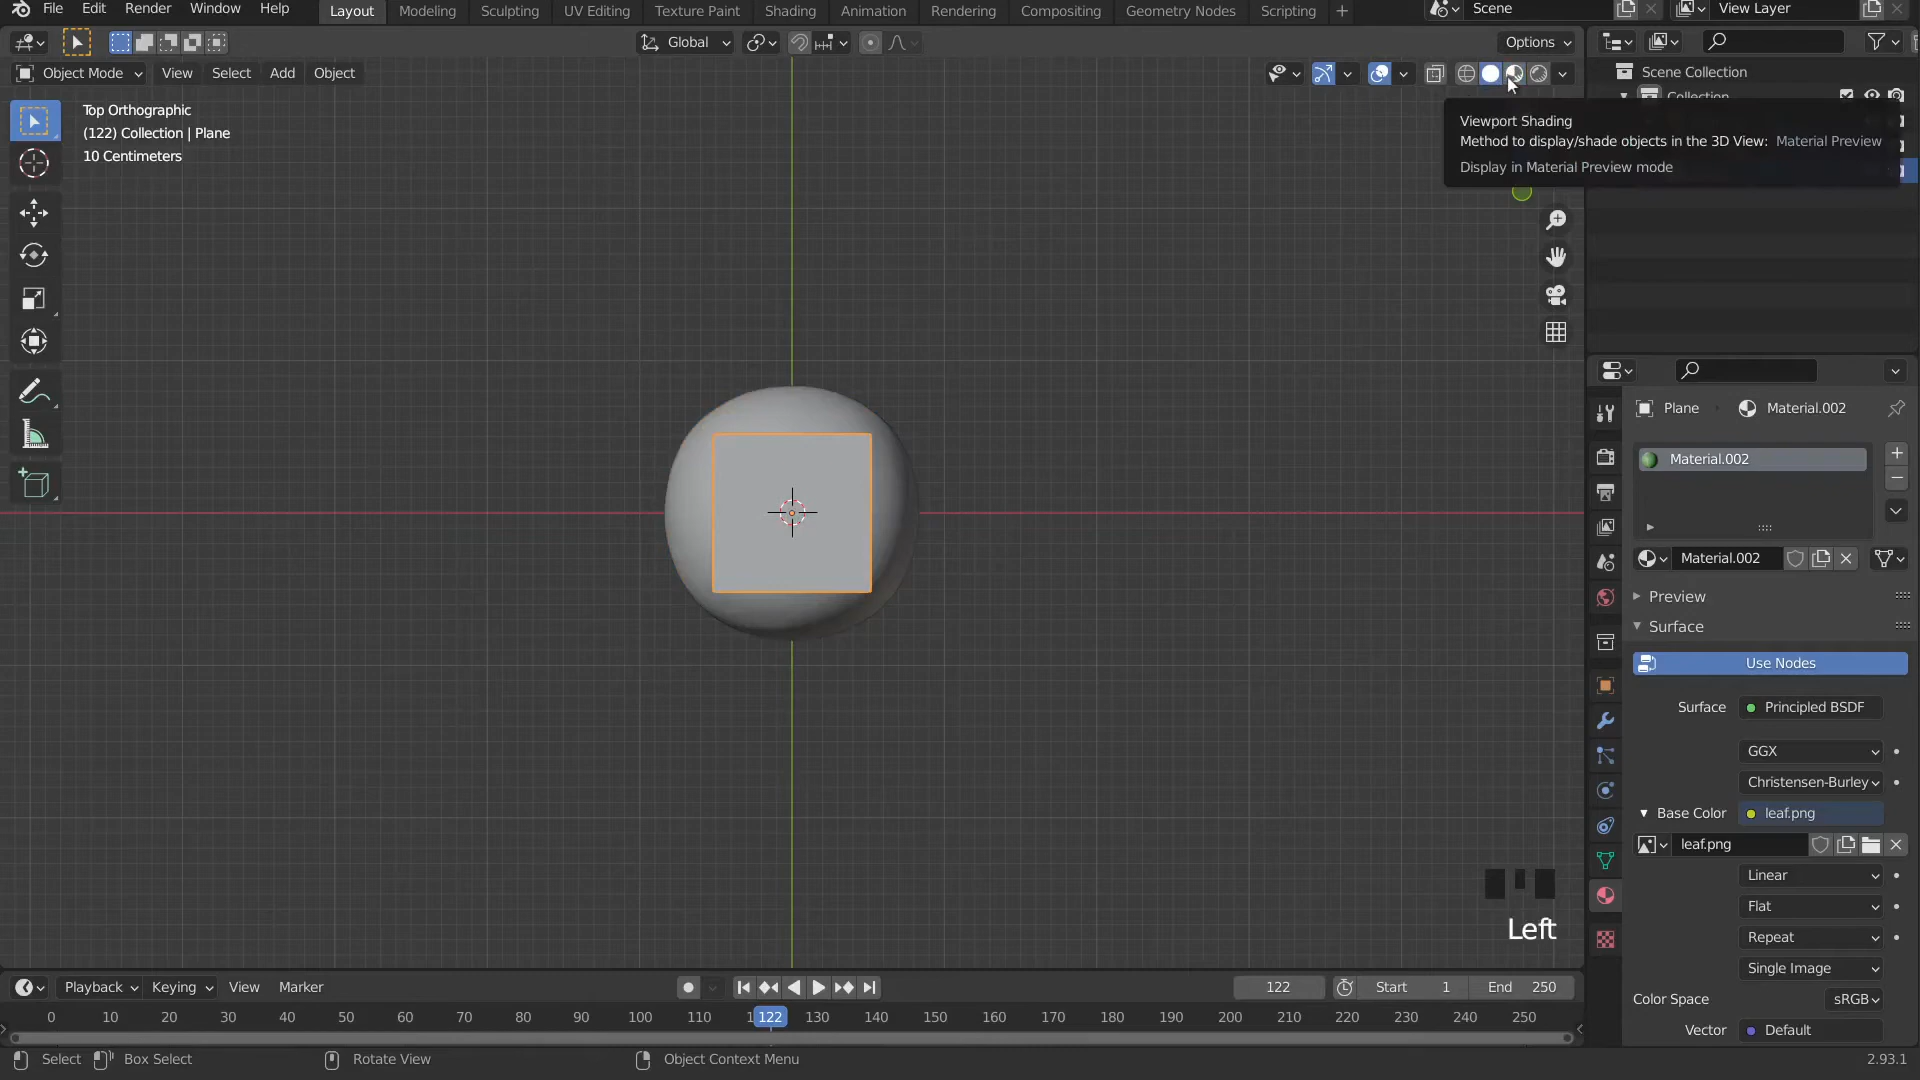 File Edit Render Window Help Layout Modeling Sculpting UV Editing Texture Paint Shading Animation Rendering Compositing Geometry Nodes Scripting + Scene View Layer
Global Options
Object Mode View Select Add Object
Scene Collection
Collection
Top Orthographic
(122) Collection | Plane
10 Centimeters
Viewport Shading
Method to display/shade objects in the 3D View: Material Preview
Display in Material Preview mode
Plane Material.002
Material.002
Material.002
Preview
Surface
Use Nodes
Surface Principled BSDF
GGX
Christensen-Burley
Base Color leaf.png
leaf.png
Linear
Flat
Repeat
Single Image
Color Space sRGB
Vector Default
Left
Playback Keying View Marker 122 Start 1 End 250
0 10 20 30 40 50 60 70 80 90 100 110 122 130 140 150 160 170 180 190 200 210 220 230 240 250
Select Box Select Rotate View Object Context Menu 2.93.1